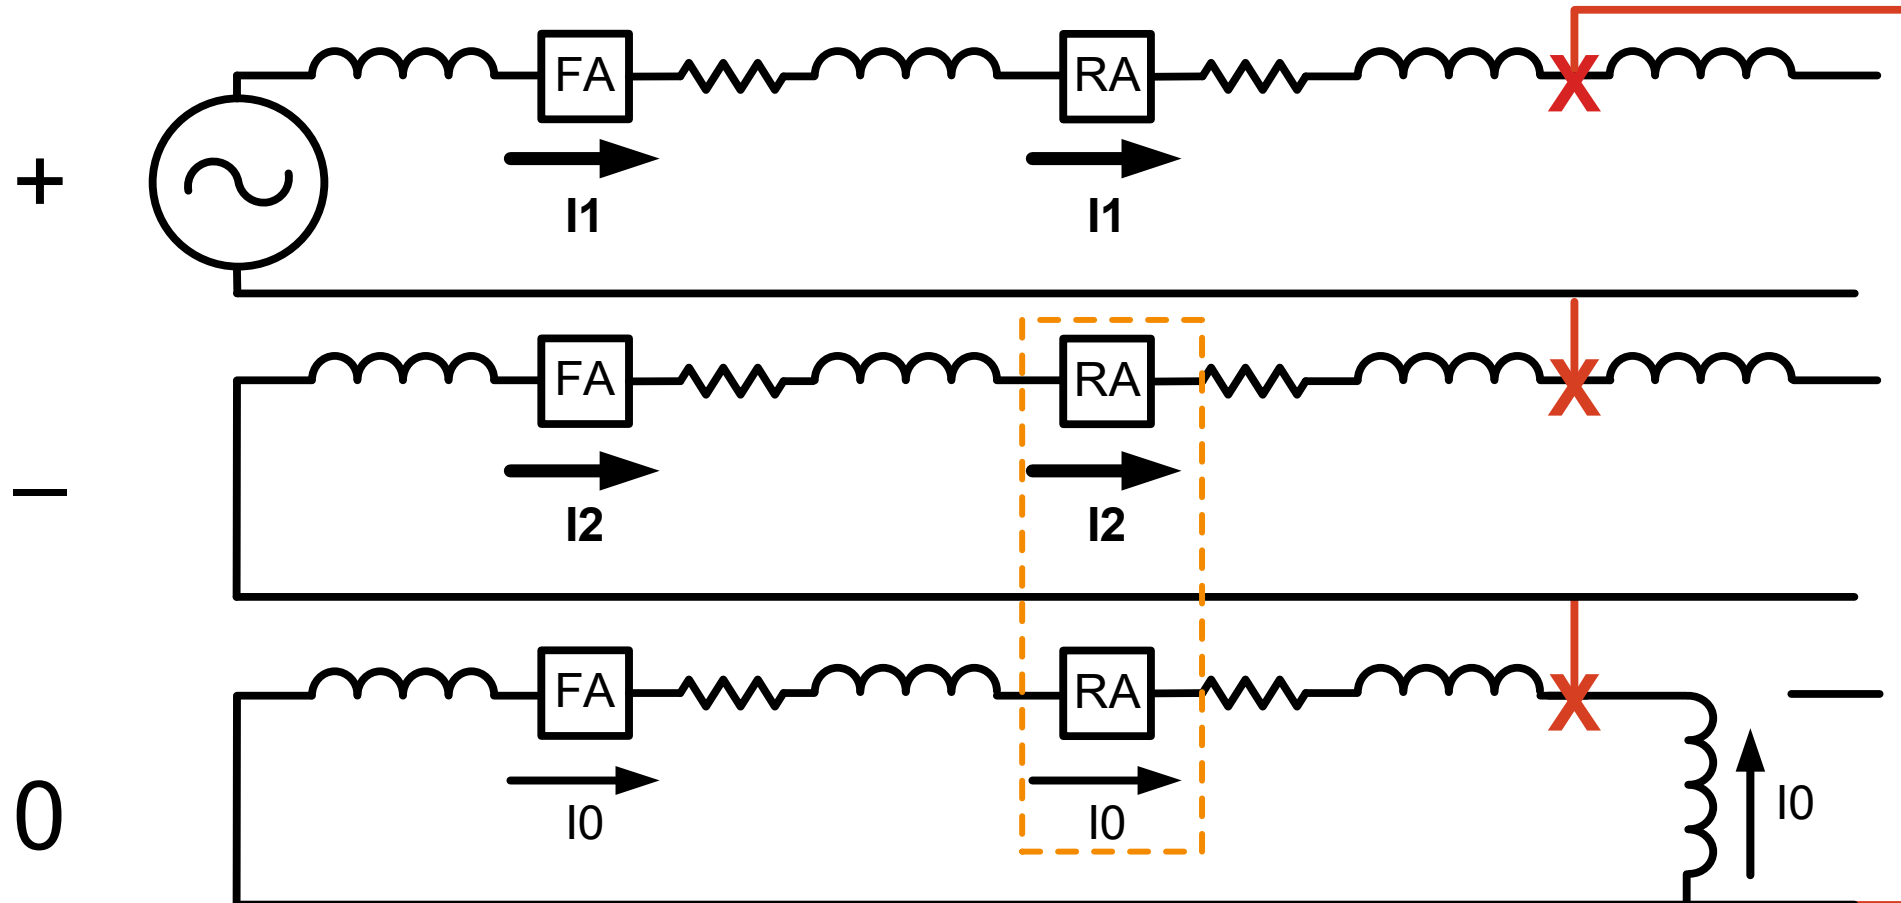 FA RA
X
+
I1 I1
FA RA
X
–
I2 I2
FA RA
X
0
I0 I0 I0